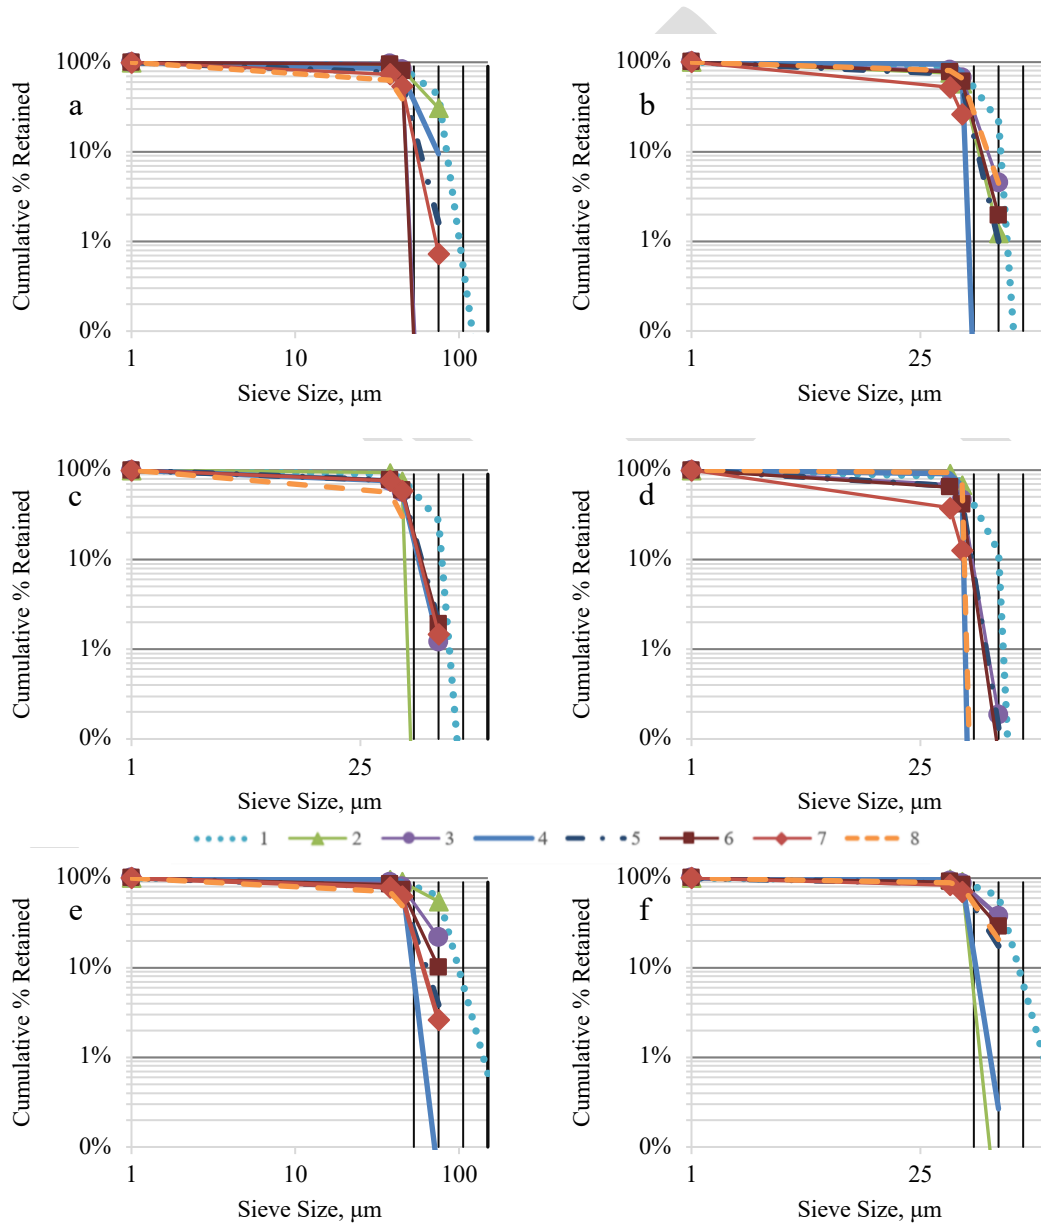 100%
10%
1%
0%
a
Cumulative % Retained
1 10 100
Sieve Size, μm
100%
10%
1%
0%
b
Cumulative % Retained
1 25
Sieve Size, μm
100%
10%
1%
0%
c
Cumulative % Retained
1 25
Sieve Size, μm
100%
10%
1%
0%
d
Cumulative % Retained
1 25
Sieve Size, μm
1 2 3 4 5 6 7 8
100%
10%
1%
0%
e
Cumulative % Retained
1 10 100
Sieve Size, μm
100%
10%
1%
0%
f
Cumulative % Retained
1 25
Sieve Size, μm